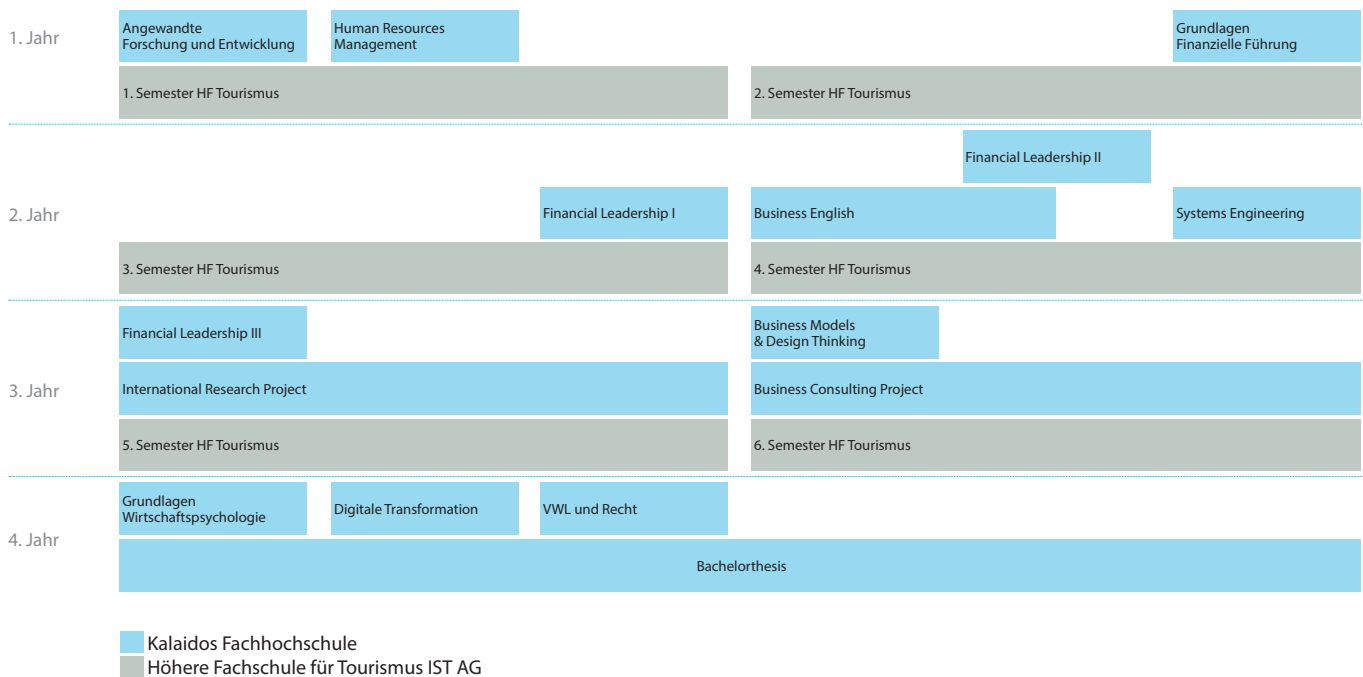 1. Jahr
Angewandte
Forschung und Entwicklung
Human Resources
Management
Grundlagen
Finanzielle Führung
1. Semester HF Tourismus
2. Semester HF Tourismus
2. Jahr
Financial Leadership II
Financial Leadership I
Business English
Systems Engineering
3. Semester HF Tourismus
4. Semester HF Tourismus
3. Jahr
Financial Leadership III
Business Models
& Design Thinking
International Research Project
Business Consulting Project
5. Semester HF Tourismus
6. Semester HF Tourismus
4. Jahr
Grundlagen
Wirtschaftspsychologie
Digitale Transformation
VWL und Recht
Bachelorthesis
Kalaidos Fachhochschule
Höhere Fachschule für Tourismus IST AG